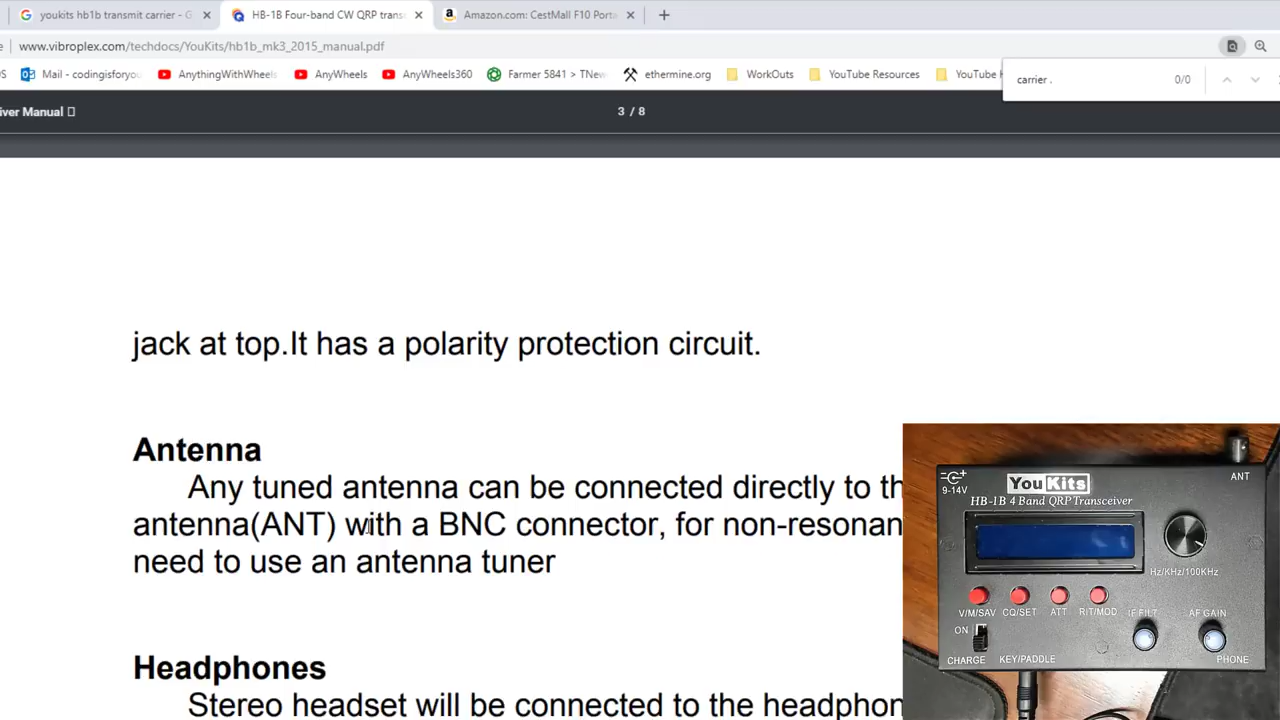 youkits hb1b transmit carrier - G
HB-1B Four-band CW QRP trans
Amazon.com: CestMall F10 Porta
www.vibroplex.com/techdocs/YouKits/hb1b_mk3_2015_manual.pdf
Mail - codingisforyou
AnythingWithWheels
AnyWheels
AnyWheels360
Farmer 5841 > TNew
ethermine.org
WorkOuts
YouTube Resources
YouTube
carrier .
0/0
iver Manual
3 / 8
jack at top.It has a polarity protection circuit.
Antenna
Any tuned antenna can be connected directly to th
antenna(ANT) with a BNC connector, for non-resonan
need to use an antenna tuner
Headphones
Stereo headset will be connected to the headphon
ANT
9-14V
YouKits
HB-1B 4 Band QRP Transceiver
Hz/KHz/100KHz
V/M/SAV
CQ/SET
ATT
RIT/MOD
IF FILT
AF GAIN
ON
CHARGE
KEY/PADDLE
PHONE